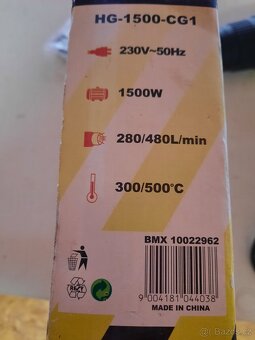 HG-1500-CG1
230V~50Hz
1500W
280/480L/min
300/500°C
BMX 10022962
9 004181 044038
MADE IN CHINA